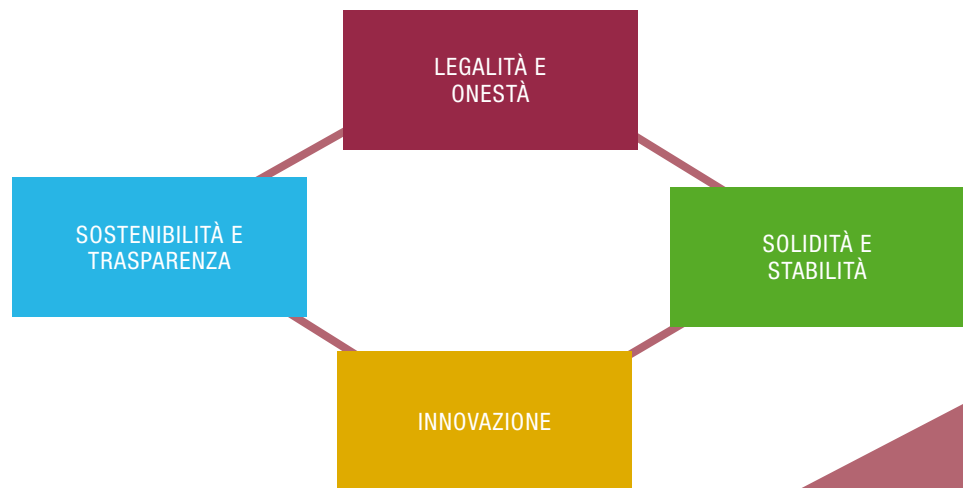 LEGALITÀ E
ONESTÀ
SOSTENIBILITÀ E
TRASPARENZA
SOLIDITÀ E
STABILITÀ
INNOVAZIONE